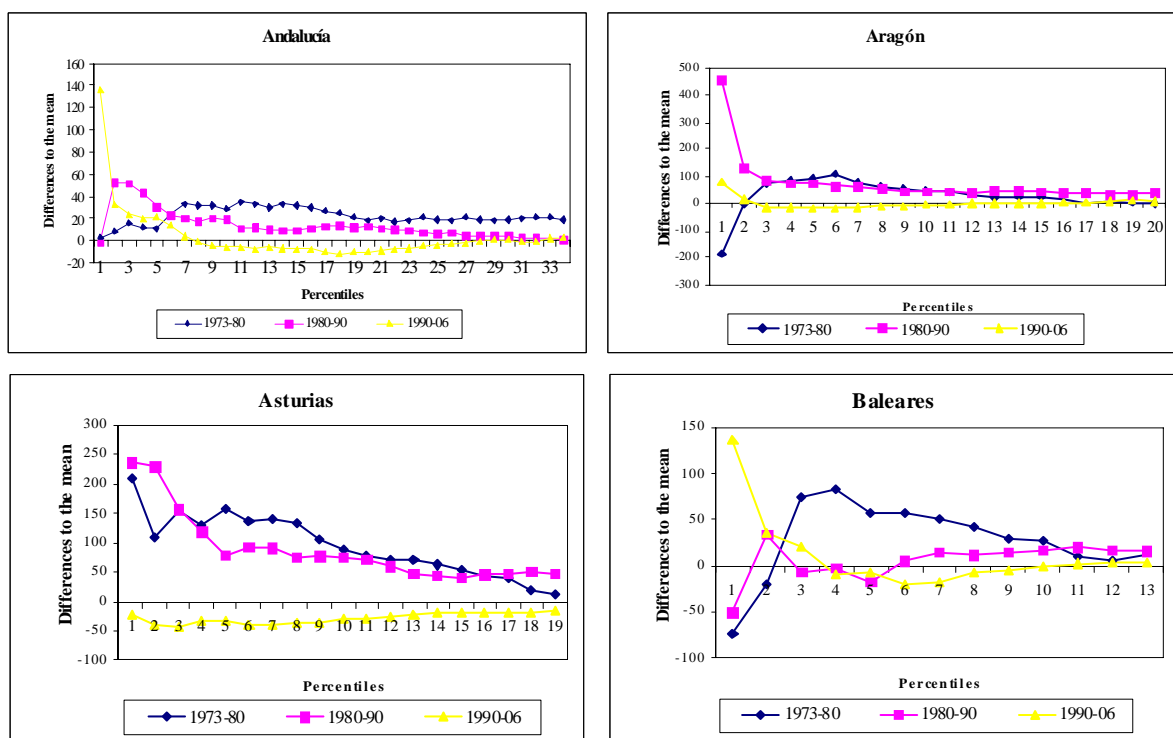 Andalucía
Differences to the mean
160
140
120
100
80
60
40
20
0
-20
1 3 5 7 9 11 13 15 17 19 21 23 25 27 29 31 33
Percentiles
1973-80 1980-90 1990-06
Aragón
Differences to the mean
500
400
300
200
100
0
-100
-200
-300
1 2 3 4 5 6 7 8 9 10 11 12 13 14 15 16 17 18 19 20
Percentiles
1973-80 1980-90 1990-06
Asturias
Differences to the mean
300
250
200
150
100
50
0
-50
-100
1 2 3 4 5 6 7 8 9 10 11 12 13 14 15 16 17 18 19
Percentiles
1973-80 1980-90 1990-06
Baleares
Differences to the mean
150
100
50
0
-50
-100
1 2 3 4 5 6 7 8 9 10 11 12 13
Percentiles
1973-80 1980-90 1990-06